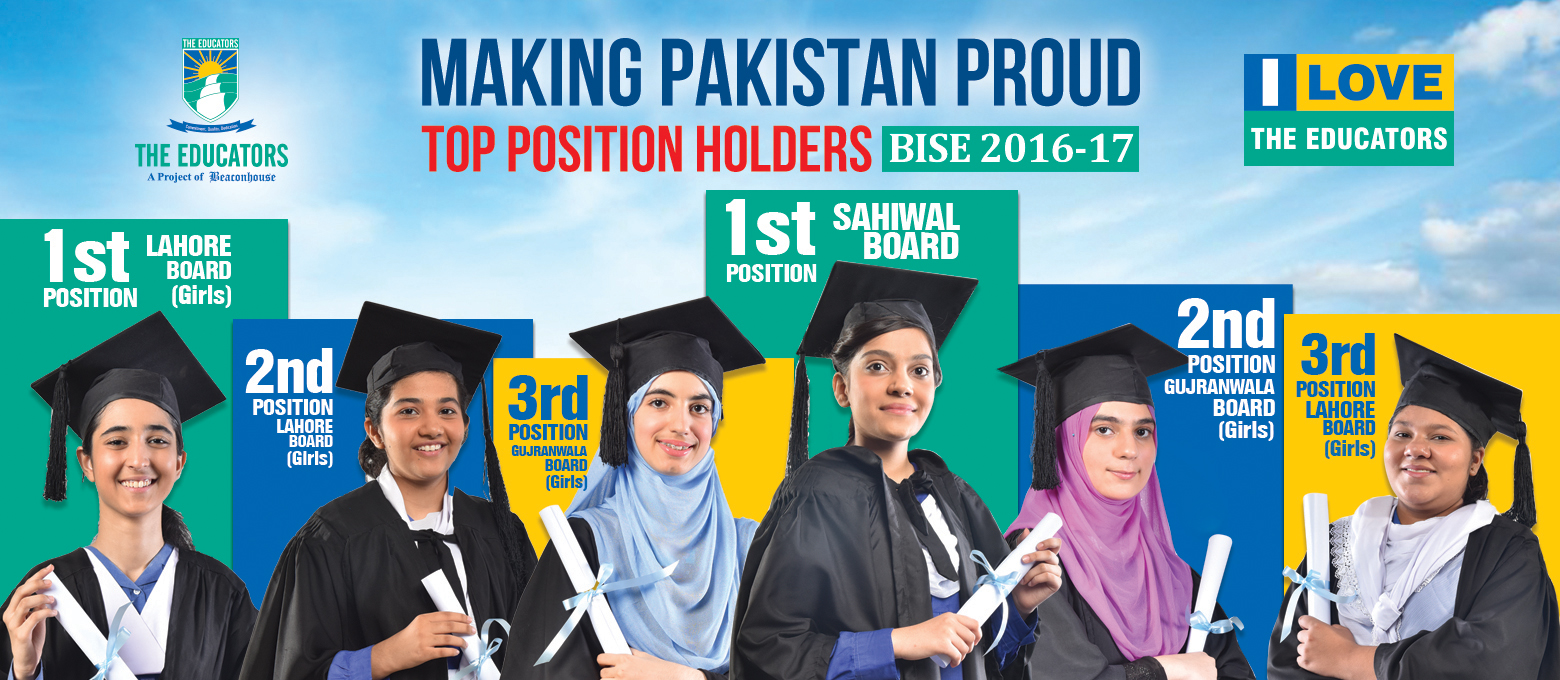 THE EDUCATORS
THE EDUCATORS
A Project of Beaconhouse
MAKING PAKISTAN PROUD
TOP POSITION HOLDERS BISE 2016-17
I LOVE
THE EDUCATORS
1st
POSITION
LAHORE
BOARD
(Girls)
2nd
POSITION
LAHORE
BOARD
(Girls)
3rd
POSITION
GUJRANWALA
BOARD
(Girls)
1st
POSITION
SAHIWAL
BOARD
2nd
POSITION
GUJRANWALA
BOARD
(Girls)
3rd
POSITION
LAHORE
BOARD
(Girls)